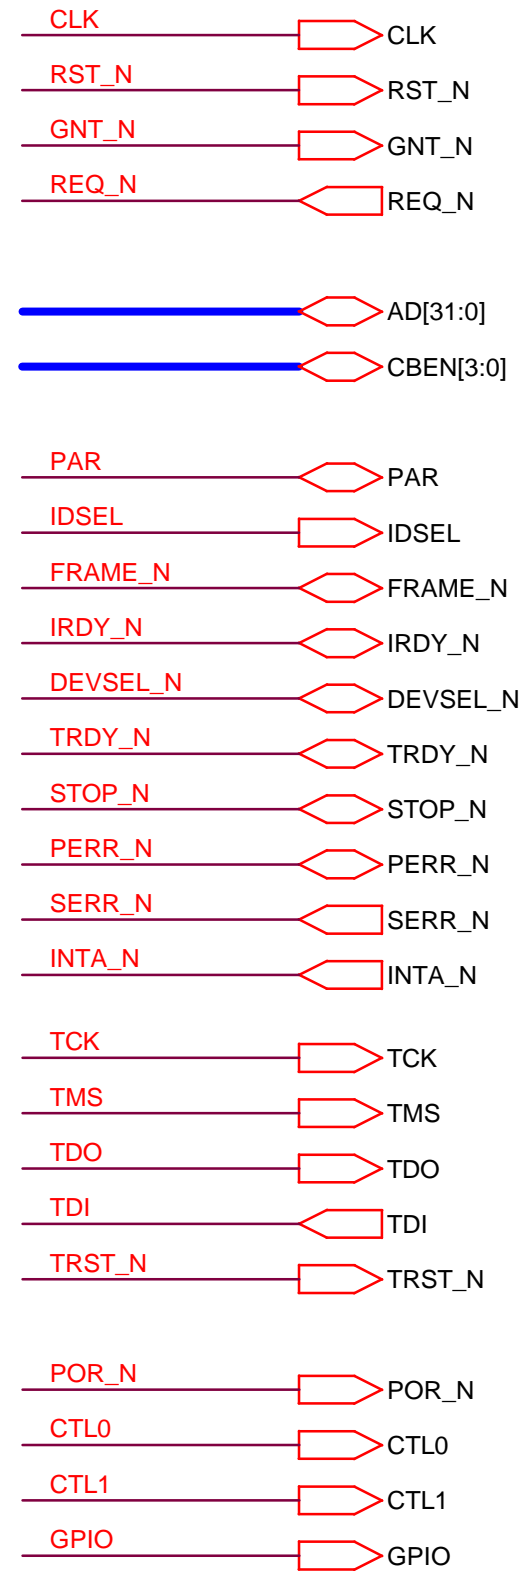 CLK CLK
RST_N RST_N
GNT_N GNT_N
REQ_N REQ_N
AD[31:0]
CBEN[3:0]
PAR PAR
IDSEL IDSEL
FRAME_N FRAME_N
IRDY_N IRDY_N
DEVSEL_N DEVSEL_N
TRDY_N TRDY_N
STOP_N STOP_N
PERR_N PERR_N
SERR_N SERR_N
INTA_N INTA_N
TCK TCK
TMS TMS
TDO TDO
TDI TDI
TRST_N TRST_N
POR_N POR_N
CTL0 CTL0
CTL1 CTL1
GPIO GPIO